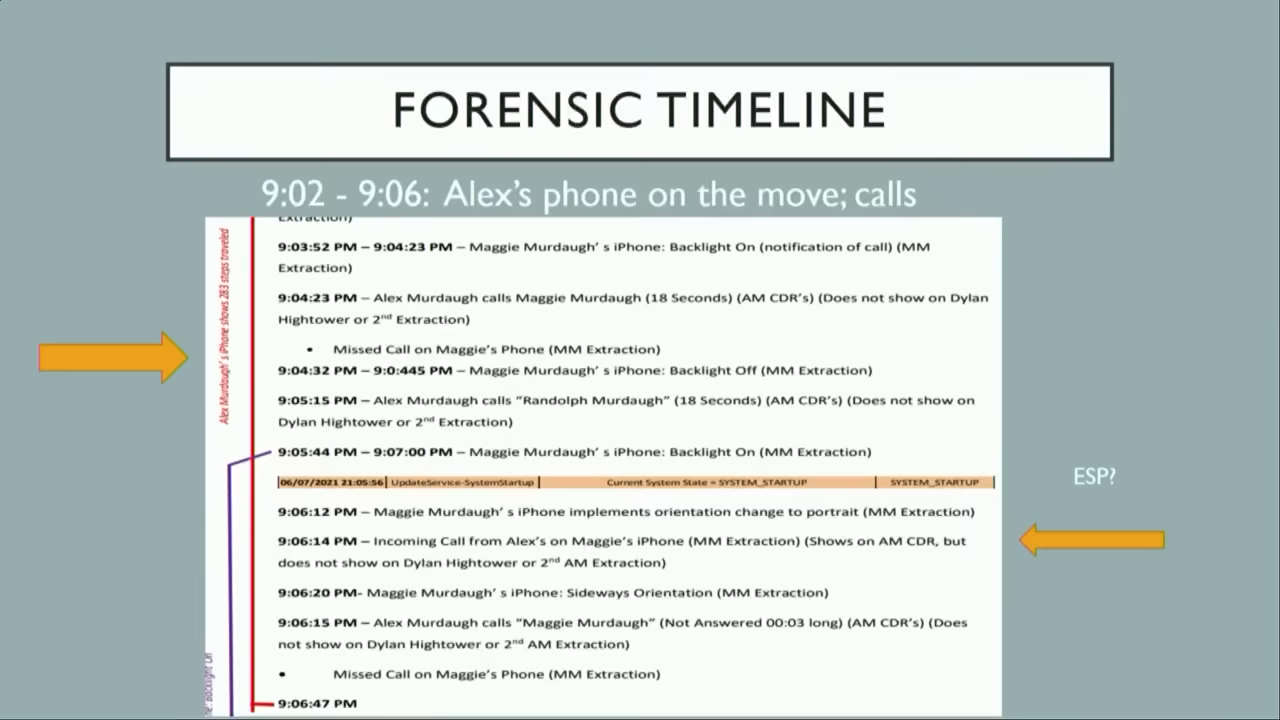 FORENSIC TIMELINE
9:02 - 9:06: Alex's phone on the move; calls
Extraction)
Alex Murdaugh' s iPhone shows 283 steps traveled
9:03:52 PM – 9:04:23 PM – Maggie Murdaugh' s iPhone: Backlight On (notification of call) (MM
Extraction)
9:04:23 PM – Alex Murdaugh calls Maggie Murdaugh (18 Seconds) (AM CDR's) (Does not show on Dylan
Hightower or 2nd Extraction)
• Missed Call on Maggie's Phone (MM Extraction)
9:04:32 PM – 9:0:445 PM – Maggie Murdaugh' s iPhone: Backlight Off (MM Extraction)
9:05:15 PM – Alex Murdaugh calls "Randolph Murdaugh" (18 Seconds) (AM CDR's) (Does not show on
Dylan Hightower or 2nd Extraction)
9:05:44 PM – 9:07:00 PM – Maggie Murdaugh' s iPhone: Backlight On (MM Extraction)
06/07/2021 21:05:56 UpdateService-SystemStartup Current System State = SYSTEM_STARTUP SYSTEM_STARTUP
ESP?
9:06:12 PM – Maggie Murdaugh' s iPhone implements orientation change to portrait (MM Extraction)
9:06:14 PM – Incoming Call from Alex's on Maggie's iPhone (MM Extraction) (Shows on AM CDR, but
does not show on Dylan Hightower or 2nd AM Extraction)
9:06:20 PM- Maggie Murdaugh' s iPhone: Sideways Orientation (MM Extraction)
9:06:15 PM – Alex Murdaugh calls "Maggie Murdaugh" (Not Answered 00:03 long) (AM CDR's) (Does
not show on Dylan Hightower or 2nd AM Extraction)
• Missed Call on Maggie's Phone (MM Extraction)
9:06:47 PM
ne: Backlight On